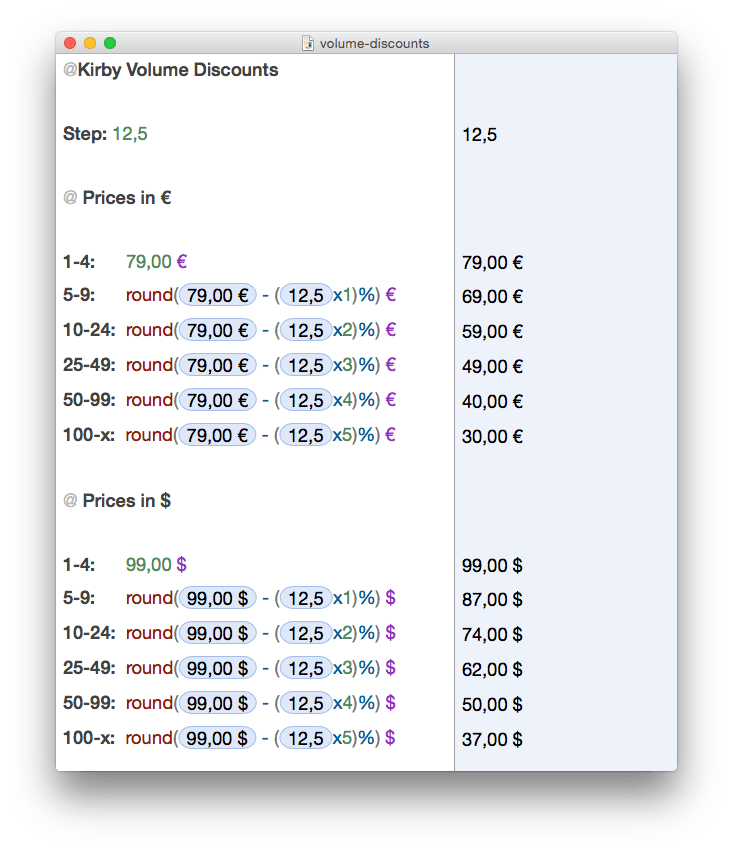 volume-discounts
@Kirby Volume Discounts
Step: 12,5 12,5
@ Prices in €
1-4: 79,00 € 79,00 €
5-9: round(79,00 € - (12,5x1)%) € 69,00 €
10-24: round(79,00 € - (12,5x2)%) € 59,00 €
25-49: round(79,00 € - (12,5x3)%) € 49,00 €
50-99: round(79,00 € - (12,5x4)%) € 40,00 €
100-x: round(79,00 € - (12,5x5)%) € 30,00 €
@ Prices in $
1-4: 99,00 $ 99,00 $
5-9: round(99,00 $ - (12,5x1)%) $ 87,00 $
10-24: round(99,00 $ - (12,5x2)%) $ 74,00 $
25-49: round(99,00 $ - (12,5x3)%) $ 62,00 $
50-99: round(99,00 $ - (12,5x4)%) $ 50,00 $
100-x: round(99,00 $ - (12,5x5)%) $ 37,00 $